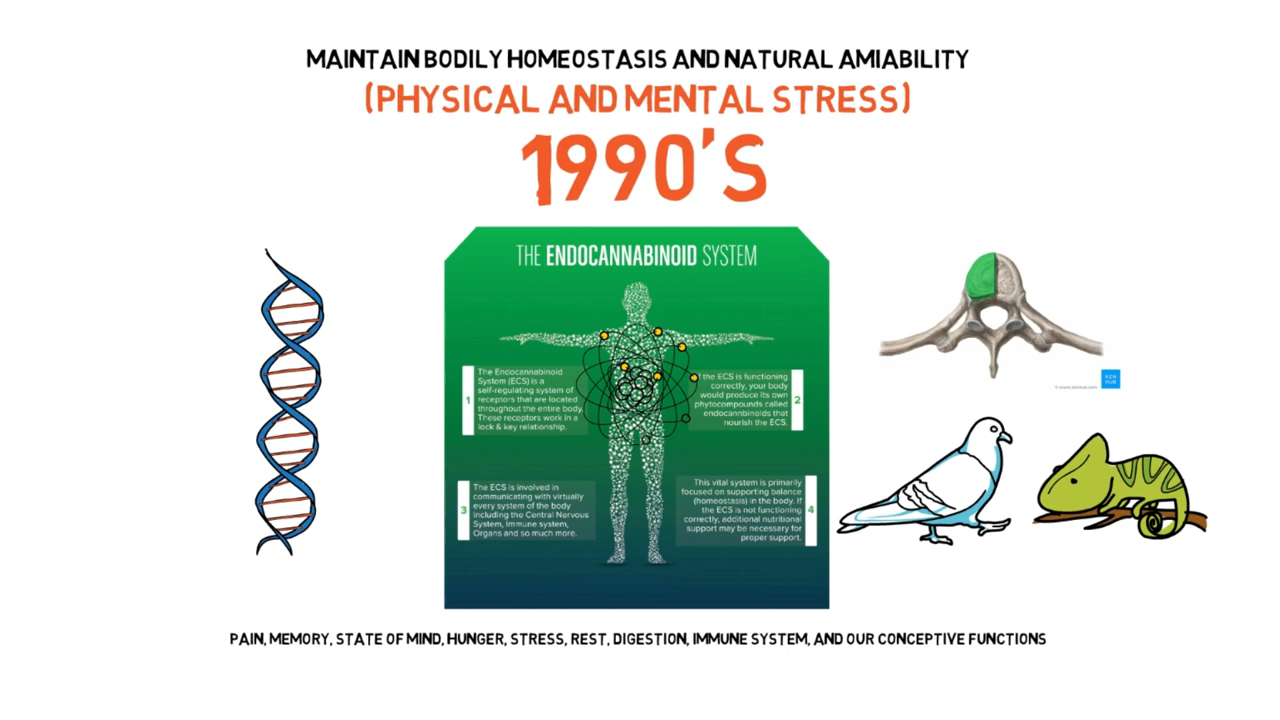 MAINTAIN BODILY HOMEOSTASIS AND NATURAL AMIABILITY
(PHYSICAL AND MENTAL STRESS)
1990'S
THE ENDOCANNABINOID SYSTEM
1
The Encocannabinoid
System (ECS) is a
self-regulating system of
receptors that are located
throughout the entire body.
These receptors work in a
lock & key relationship.
f the ECS is functioning
correctly, your body
would produce its own
phytocompounds called
endocannbinoids that
nourish the ECS.
2
3
The ECS is involved in
communicating with virtually
every system of the body
including the Central Nervous
System, Immune system,
Organs and so much more.
This vital system is primarily
focused on supporting balance
(homeostasis) in the body. If
the ECS is not functioning
correctly, additional nutritional
support may be necessary for
proper support.
4
KEN
HUB
© www.kenhub.com
PAIN, MEMORY, STATE OF MIND, HUNGER, STRESS, REST, DIGESTION, IMMUNE SYSTEM, AND OUR CONCEPTIVE FUNCTIONS